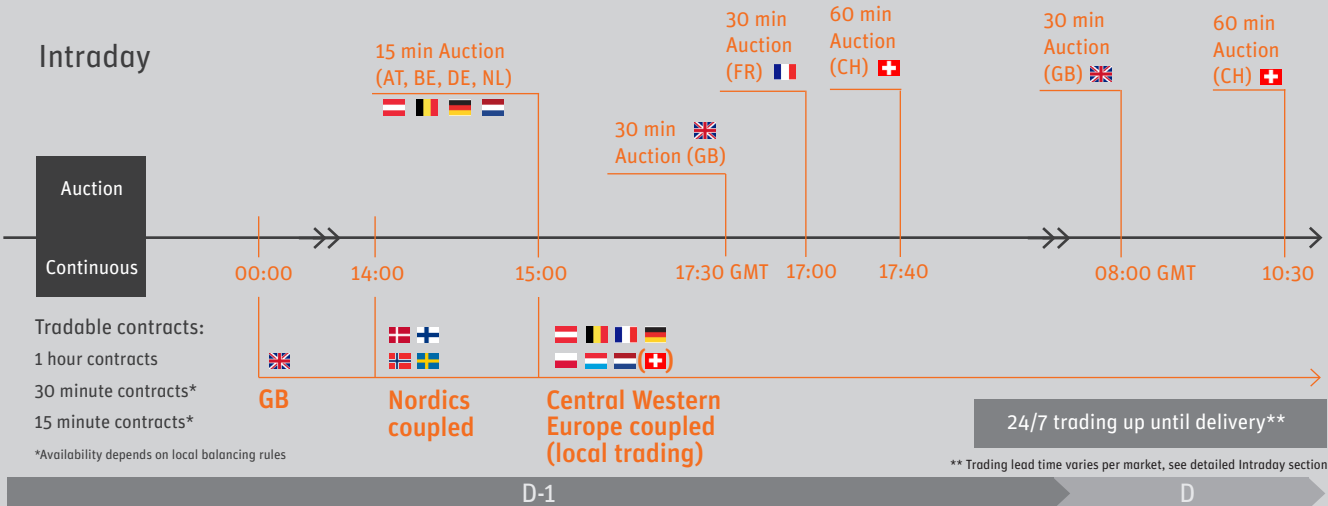 Intraday
15 min Auction
(AT, BE, DE, NL)
30 min
Auction (GB)
30 min
Auction
(FR)
60 min
Auction
(CH)
30 min
Auction
(GB)
60 min
Auction
(CH)
Auction
Continuous
00:00
14:00
15:00
17:30 GMT
17:00
17:40
08:00 GMT
10:30
Tradable contracts:
1 hour contracts
30 minute contracts*
15 minute contracts*
*Availability depends on local balancing rules
GB
Nordics
coupled
( )
Central Western
Europe coupled
(local trading)
24/7 trading up until delivery**
** Trading lead time varies per market, see detailed Intraday section
D-1
D